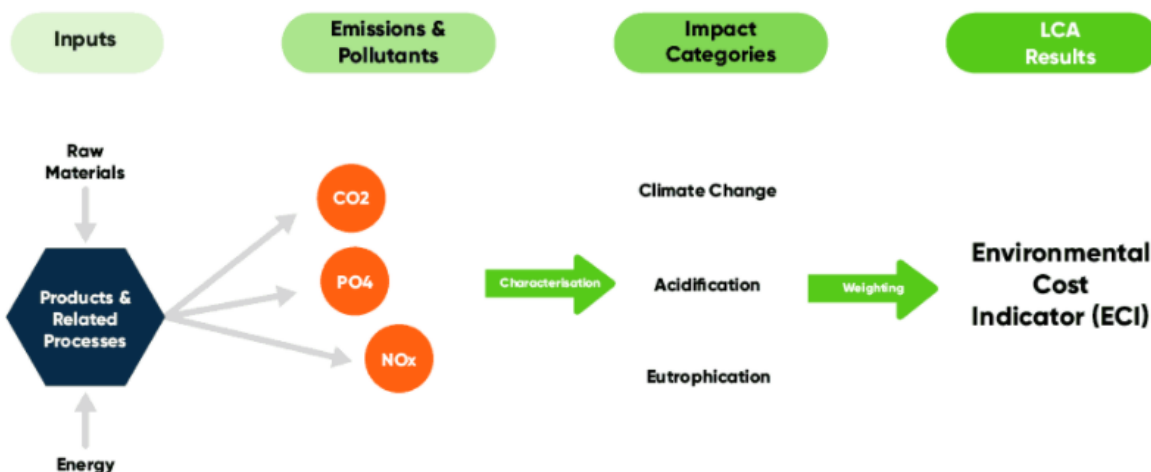 Inputs
Emissions &
Pollutants
Impact
Categories
LCA
Results
Raw
Materials
Products &
Related
Processes
Energy
CO2
PO4
NOx
Characterisation
Climate Change
Acidification
Eutrophication
Weighting
Environmental
Cost
Indicator (ECI)